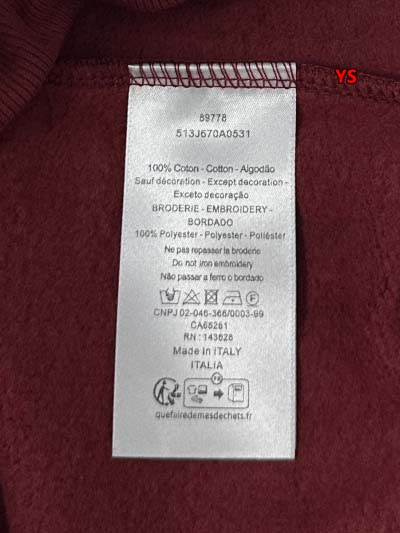 YS
89778
513J670A0531
100% Coton - Cotton - Algodão
Sauf décoration - Except decoration -
Exceto decoração
BRODERIE - EMBROIDERY -
BORDADO
100% Polyester - Polyester - Poliéster
Ne pas repasser la broderie
Do not iron embroidery
Não passar a ferro o bordado
CNPJ 02-046-366/0003-99
CA65251
RN : 143628
Made in ITALY
ITALIA
FR
quefairedemesdechets.fr